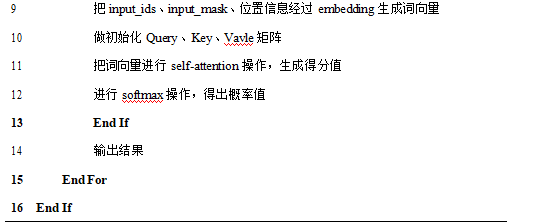 9 把 input_ids、input_mask、位置信息经过 embedding 生成词向量
10 做初始化 Query、Key、Vavle 矩阵
11 把词向量进行 self-attention 操作，生成得分值
12 进行 softmax 操作，得出概率值
13 End If
14 输出结果
15 End For
16 End If